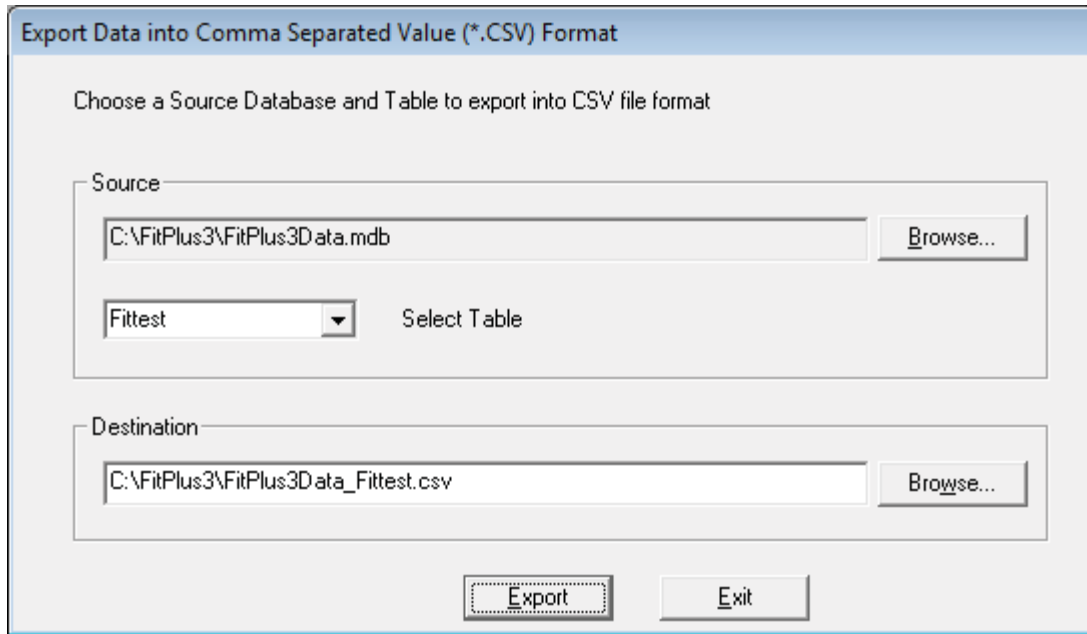 Export Data into Comma Separated Value (*.CSV) Format
Choose a Source Database and Table to export into CSV file format
Source
C:\FitPlus3\FitPlus3Data.mdb
Browse...
Fittest
Select Table
Destination
C:\FitPlus3\FitPlus3Data_Fittest.csv
Browse...
Export
Exit